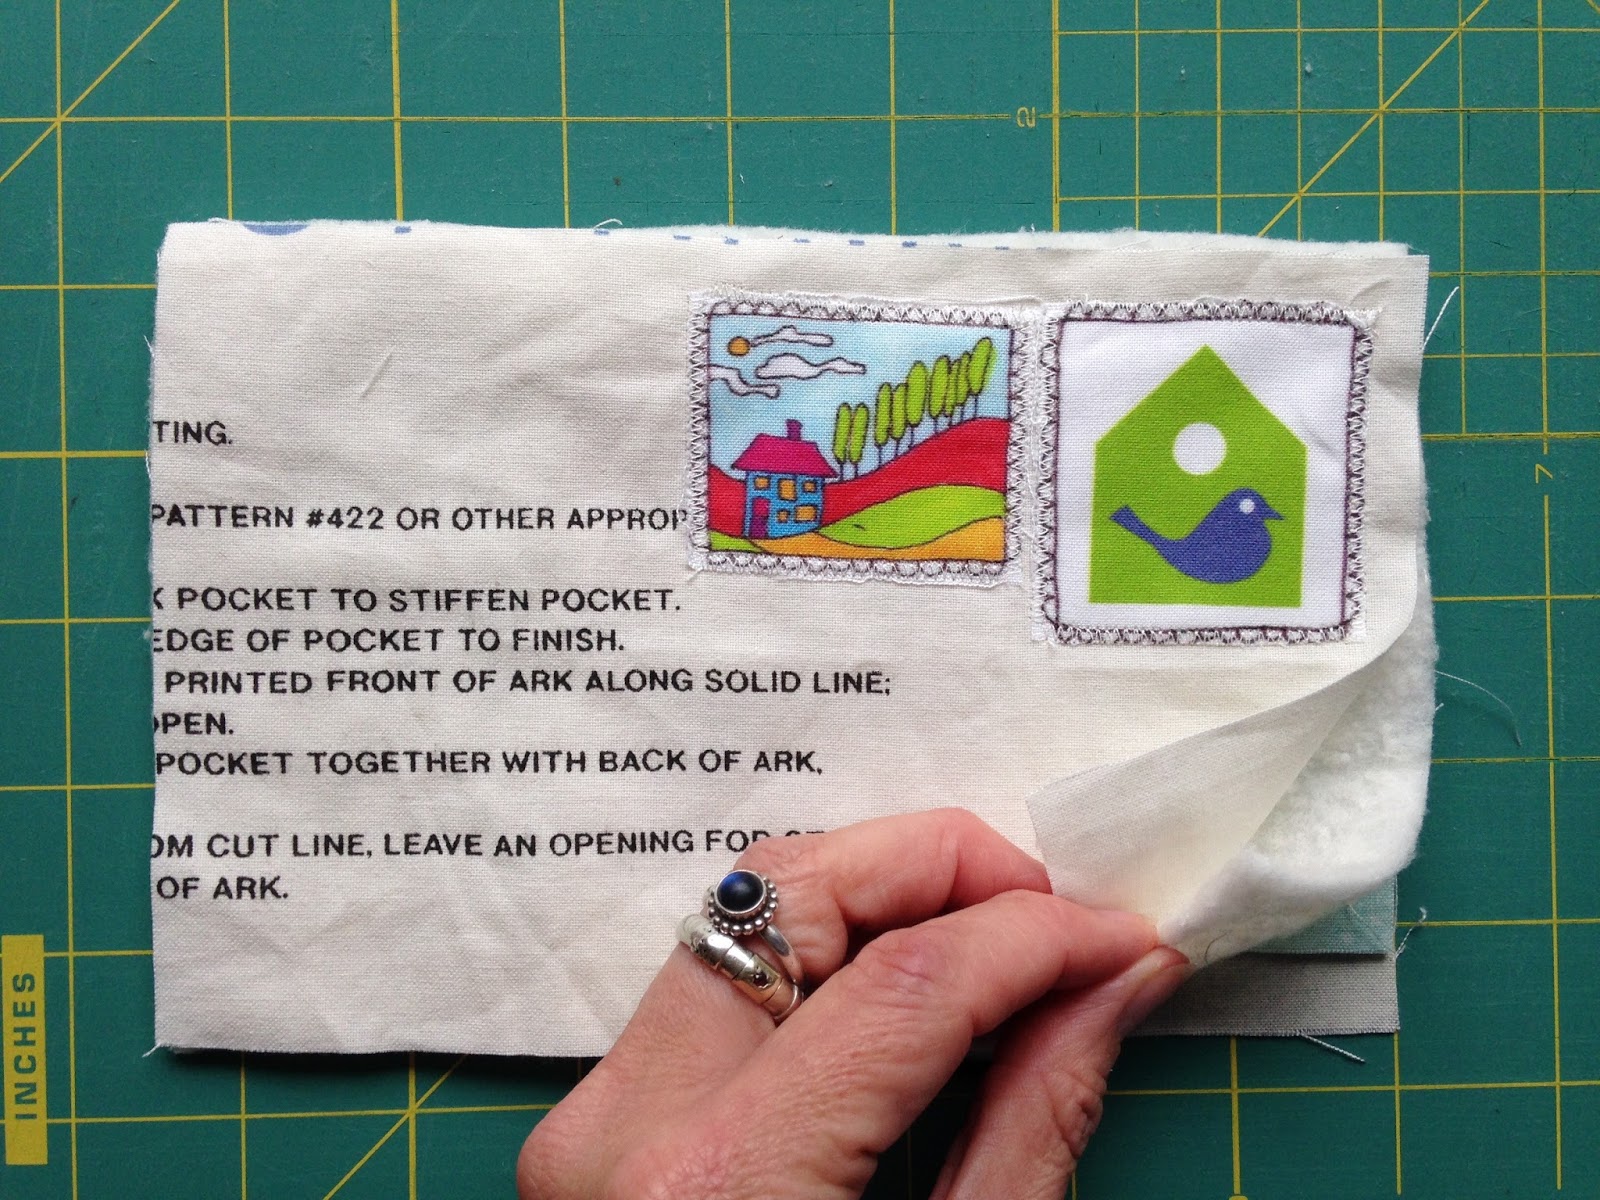 2
7
TING.
PATTERN #422 OR OTHER APPROP
K POCKET TO STIFFEN POCKET.
EDGE OF POCKET TO FINISH.
PRINTED FRONT OF ARK ALONG SOLID LINE;
OPEN.
POCKET TOGETHER WITH BACK OF ARK,
OM CUT LINE, LEAVE AN OPENING FOR
OF ARK.
INCHES